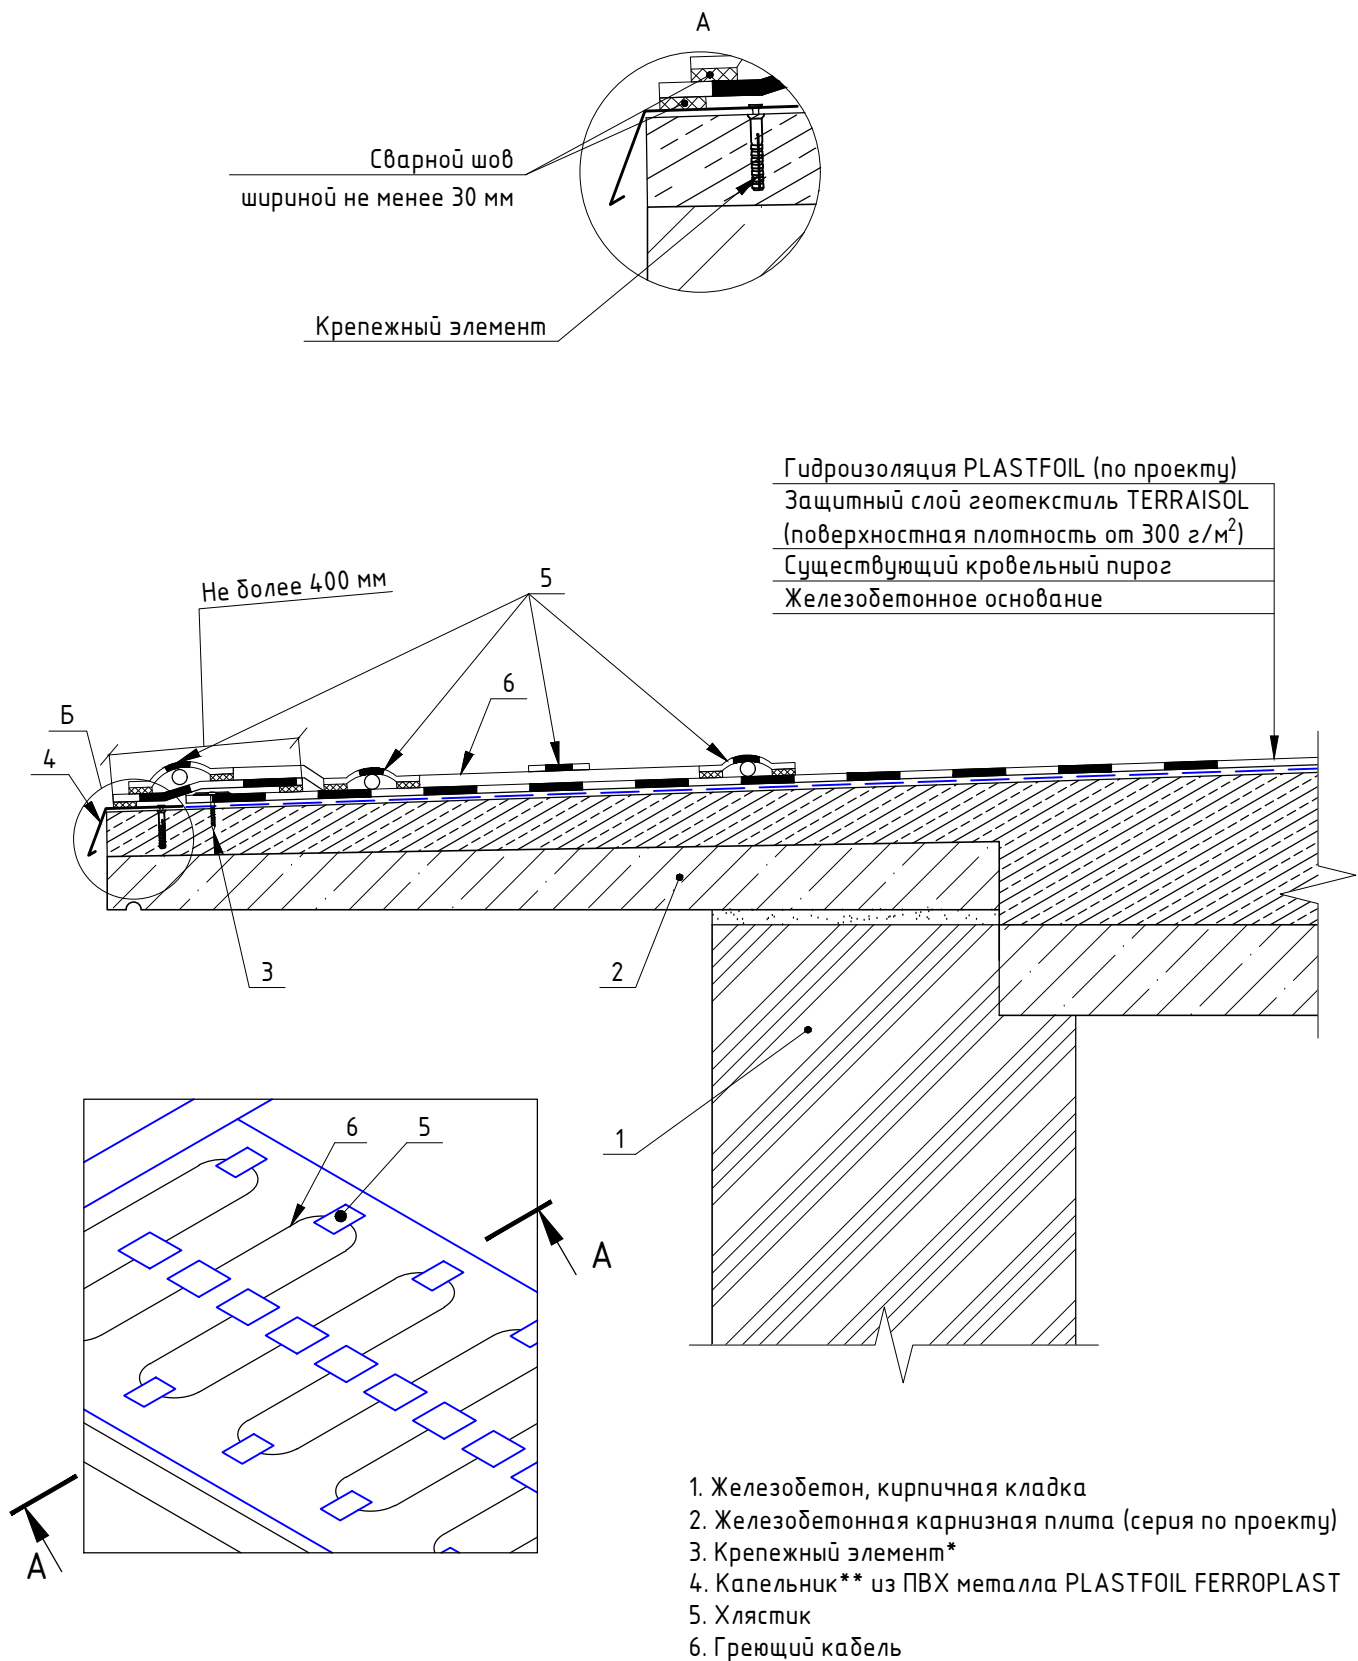 А
Сварной шов
шириной не менее 30 мм
Крепежный элемент
Гидроизоляция PLASTFOIL (по проекту)
Защитный слой геотекстиль TERRAISOL
(поверхностная плотность от 300 г/м²)
Существующий кровельный пирог
Железобетонное основание
Не более 400 мм
5
6
Б
4
3
2
1
6
5
А
А
1. Железобетон, кирпичная кладка
2. Железобетонная карнизная плита (серия по проекту)
3. Крепежный элемент*
4. Капельник** из ПВХ металла PLASTFOIL FERROPLAST
5. Хлястик
6. Греющий кабель